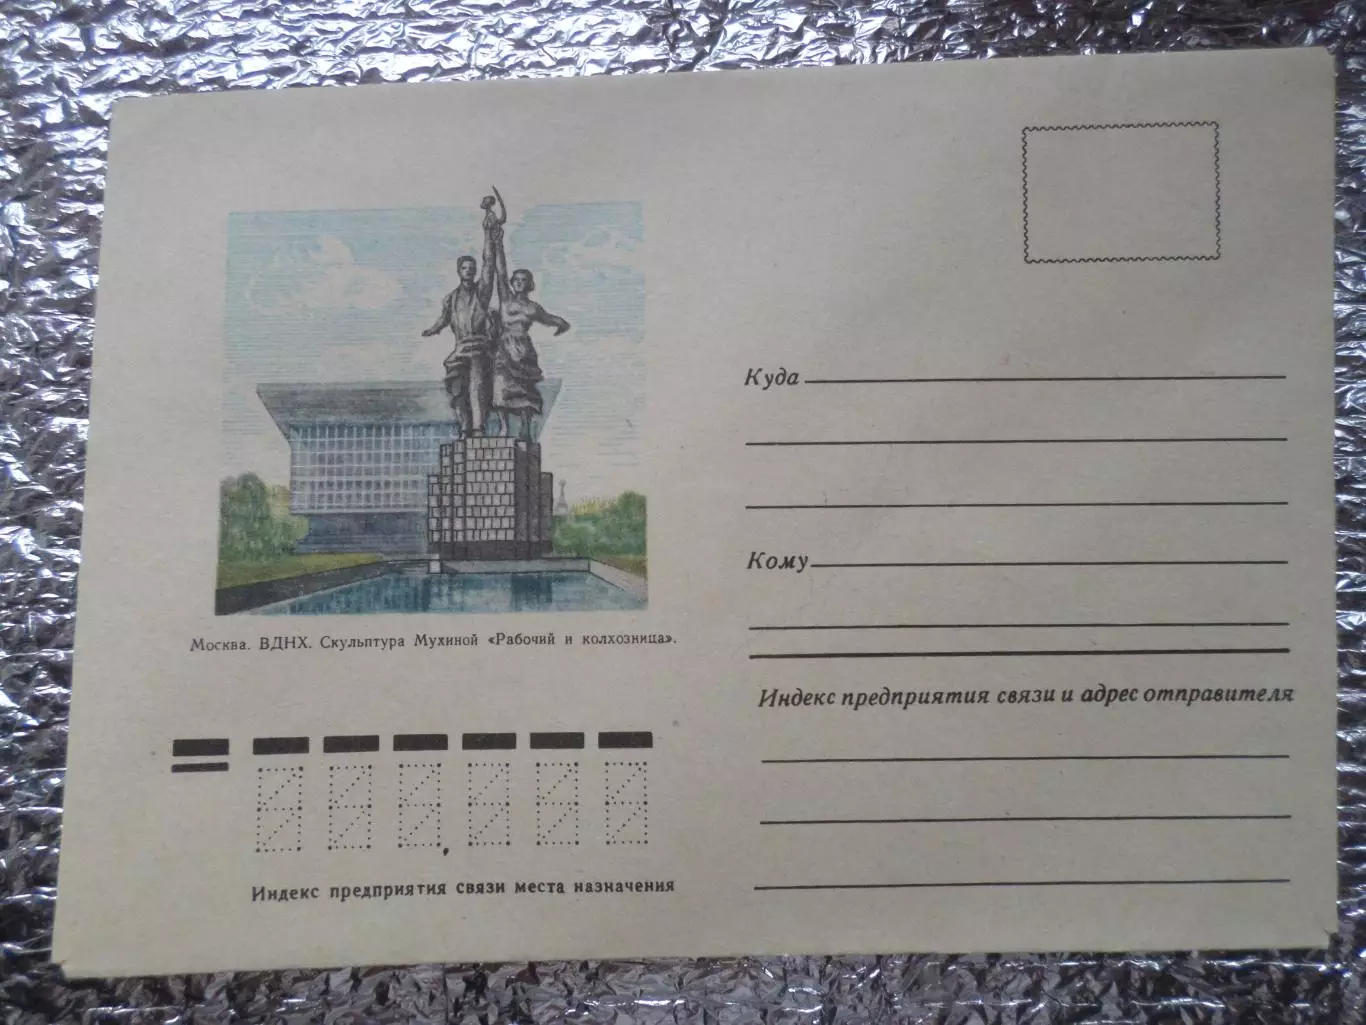 Куда
Кому
Москва. ВДНХ. Скульптура Мухиной «Рабочий и колхозница».
Индекс предприятия связи и адрес отправителя
Индекс предприятия связи места назначения